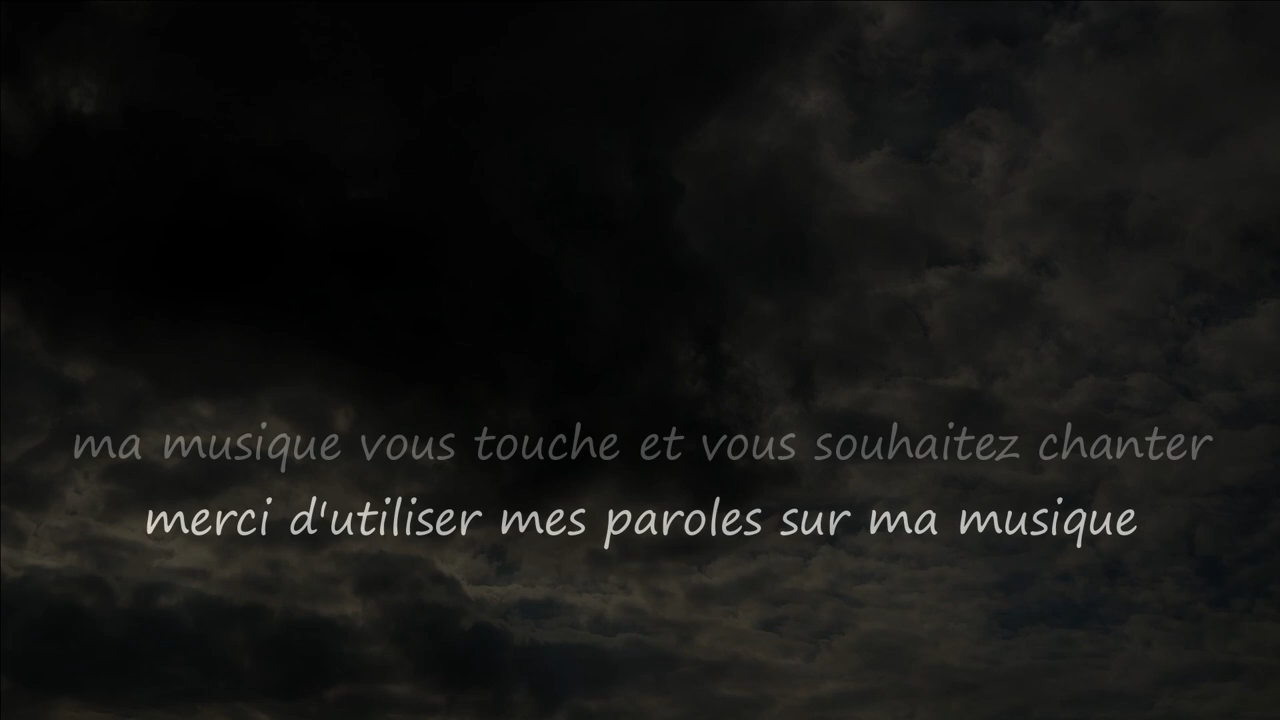 ma musique vous touche et vous souhaitez chanter
merci d'utiliser mes paroles sur ma musique